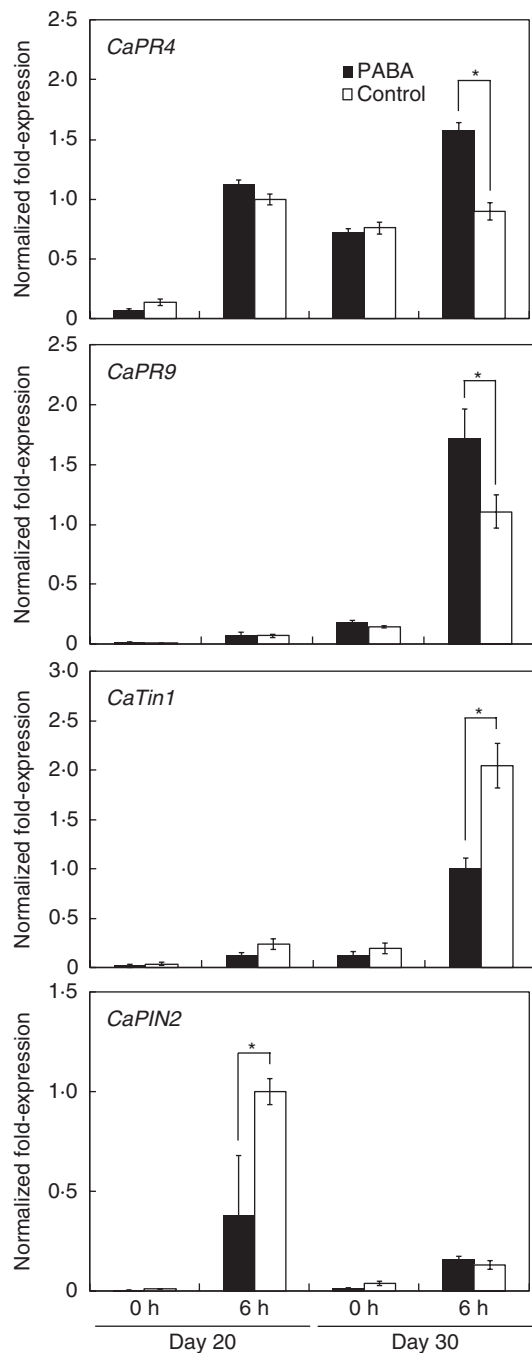 CaPR4
PABA
Control
*
Normalized fold-expression
2·5
2·0
1·5
1·0
0·5
0
CaPR9
*
Normalized fold-expression
2·5
2·0
1·5
1·0
0·5
0
CaTin1
*
Normalized fold-expression
3·0
2·5
2·0
1·0
0·5
0
CaPIN2
*
Normalized fold-expression
1·5
1·0
0·5
0
0 h 6 h 0 h 6 h
Day 20 Day 30